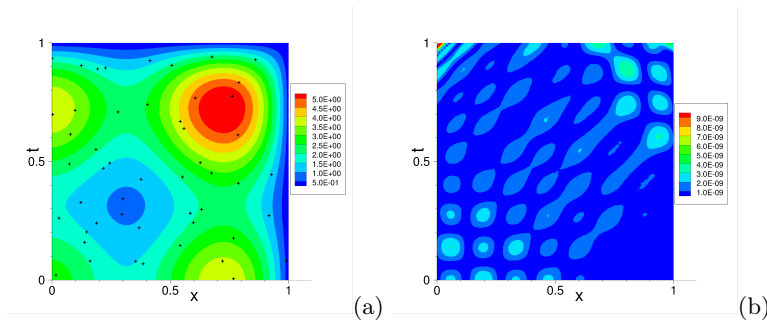 1
t
0.5
0
0
0.5
x
1
5.0E+00
4.5E+00
4.0E+00
3.5E+00
3.0E+00
2.5E+00
2.0E+00
1.5E+00
1.0E+00
5.0E-01
(a)
1
t
0.5
0
0
0.5
x
1
9.0E-09
8.0E-09
7.0E-09
6.0E-09
5.0E-09
4.0E-09
3.0E-09
2.0E-09
1.0E-09
(b)